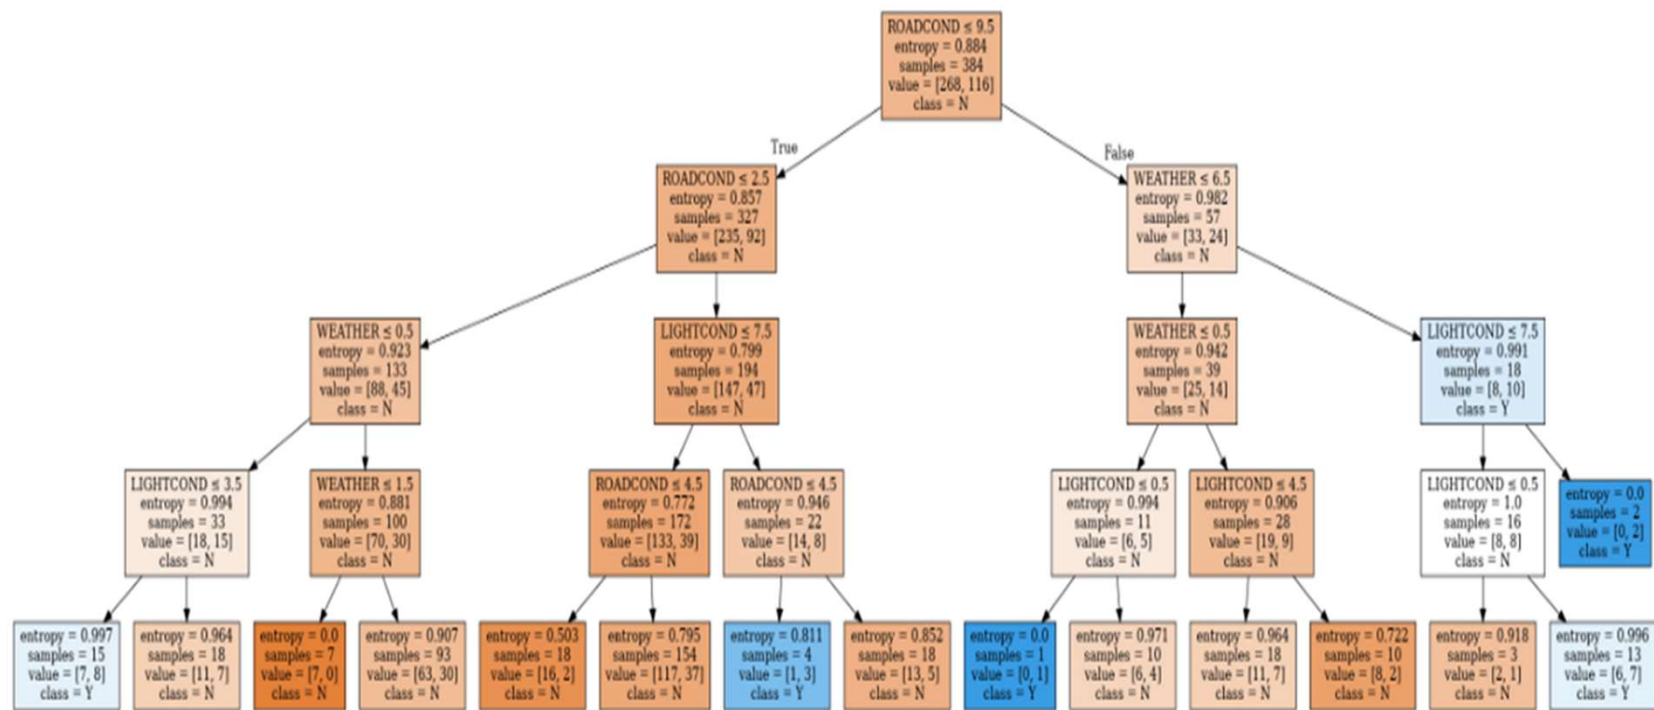 ROADCOND ≤ 9.5
entropy = 0.884
samples = 384
value = [268, 116]
class = N
True
False
ROADCOND ≤ 2.5
entropy = 0.857
samples = 327
value = [235, 92]
class = N
WEATHER ≤ 6.5
entropy = 0.982
samples = 57
value = [33, 24]
class = N
WEATHER ≤ 0.5
entropy = 0.923
samples = 133
value = [88, 45]
class = N
LIGHTCOND ≤ 7.5
entropy = 0.799
samples = 194
value = [147, 47]
class = N
WEATHER ≤ 0.5
entropy = 0.942
samples = 39
value = [25, 14]
class = N
LIGHTCOND ≤ 7.5
entropy = 0.991
samples = 18
value = [8, 10]
class = Y
LIGHTCOND ≤ 3.5
entropy = 0.994
samples = 33
value = [18, 15]
class = N
WEATHER ≤ 1.5
entropy = 0.881
samples = 100
value = [70, 30]
class = N
ROADCOND ≤ 4.5
entropy = 0.772
samples = 172
value = [133, 39]
class = N
ROADCOND ≤ 4.5
entropy = 0.946
samples = 22
value = [14, 8]
class = N
LIGHTCOND ≤ 0.5
entropy = 0.994
samples = 11
value = [6, 5]
class = N
LIGHTCOND ≤ 4.5
entropy = 0.906
samples = 28
value = [19, 9]
class = N
LIGHTCOND ≤ 0.5
entropy = 1.0
samples = 16
value = [8, 8]
class = N
entropy = 0.0
samples = 2
value = [0, 2]
class = Y
entropy = 0.997
samples = 15
value = [7, 8]
class = Y
entropy = 0.964
samples = 18
value = [11, 7]
class = N
entropy = 0.0
samples = 7
value = [7, 0]
class = N
entropy = 0.907
samples = 93
value = [63, 30]
class = N
entropy = 0.503
samples = 18
value = [16, 2]
class = N
entropy = 0.795
samples = 154
value = [117, 37]
class = N
entropy = 0.811
samples = 4
value = [1, 3]
class = Y
entropy = 0.852
samples = 18
value = [13, 5]
class = N
entropy = 0.0
samples = 1
value = [0, 1]
class = Y
entropy = 0.971
samples = 10
value = [6, 4]
class = N
entropy = 0.964
samples = 18
value = [11, 7]
class = N
entropy = 0.722
samples = 10
value = [8, 2]
class = N
entropy = 0.918
samples = 3
value = [2, 1]
class = N
entropy = 0.996
samples = 13
value = [6, 7]
class = Y